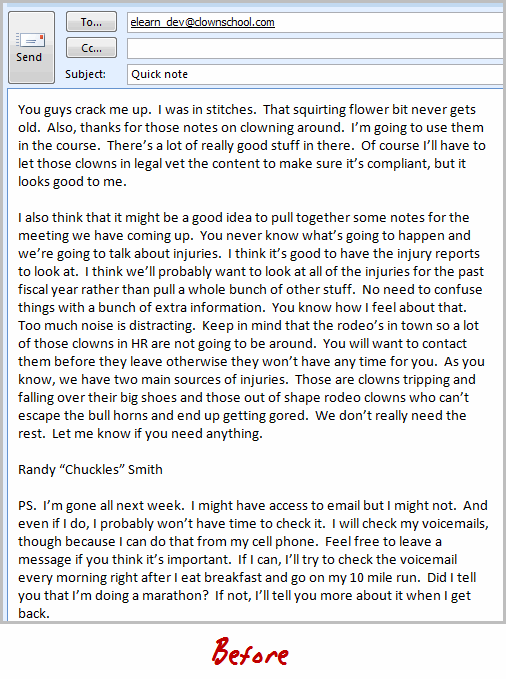 To...
elearn_dev@clownschool.com
Cc...
Send
Subject:
Quick note
You guys crack me up.  I was in stitches.  That squirting flower bit never gets
old.  Also, thanks for those notes on clowning around.  I’m going to use them
in the course.  There’s a lot of really good stuff in there.  Of course I’ll have to
let those clowns in legal vet the content to make sure it’s compliant, but it
looks good to me.
I also think that it might be a good idea to pull together some notes for the
meeting we have coming up.  You never know what’s going to happen and
we’re going to talk about injuries.  I think it’s good to have the injury reports
to look at.  I think we’ll probably want to look at all of the injuries for the past
fiscal year rather than pull a whole bunch of other stuff.  No need to confuse
things with a bunch of extra information.  You know how I feel about that.
Too much noise is distracting.  Keep in mind that the rodeo’s in town so a lot
of those clowns in HR are not going to be around.  You will want to contact
them before they leave otherwise they won’t have any time for you.  As you
know, we have two main sources of injuries.  Those are clowns tripping and
falling over their big shoes and those out of shape rodeo clowns who can’t
escape the bull horns and end up getting gored.  We don’t really need the
rest.  Let me know if you need anything.
Randy “Chuckles” Smith
PS.  I’m gone all next week.  I might have access to email but I might not.  And
even if I do, I probably won’t have time to check it.  I will check my voicemails,
though because I can do that from my cell phone.  Feel free to leave a
message if you think it’s important.  If I can, I’ll try to check the voicemail
every morning right after I eat breakfast and go on my 10 mile run.  Did I tell
you that I’m doing a marathon?  If not, I’ll tell you more about it when I get
back.
Before